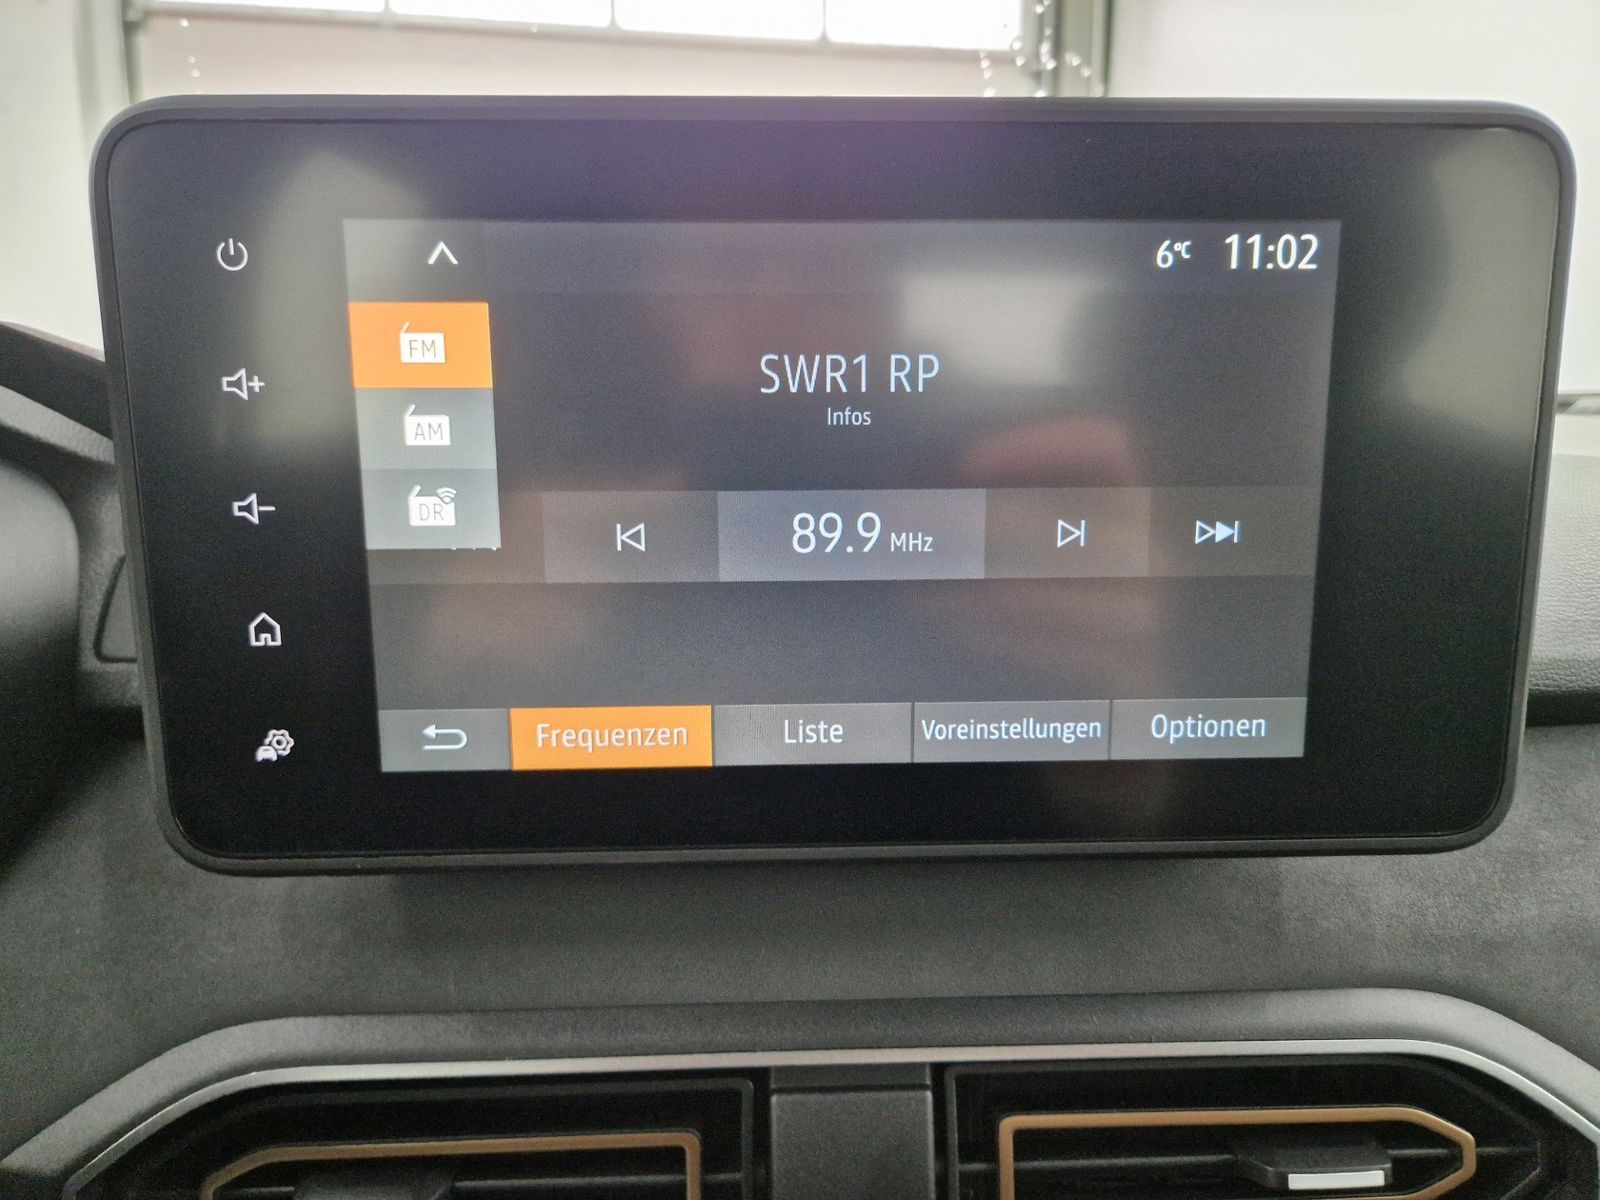 6°C 11:02
FM
AM
DR
SWR1 RP
Infos
89.9 MHz
Frequenzen Liste Voreinstellungen Optionen